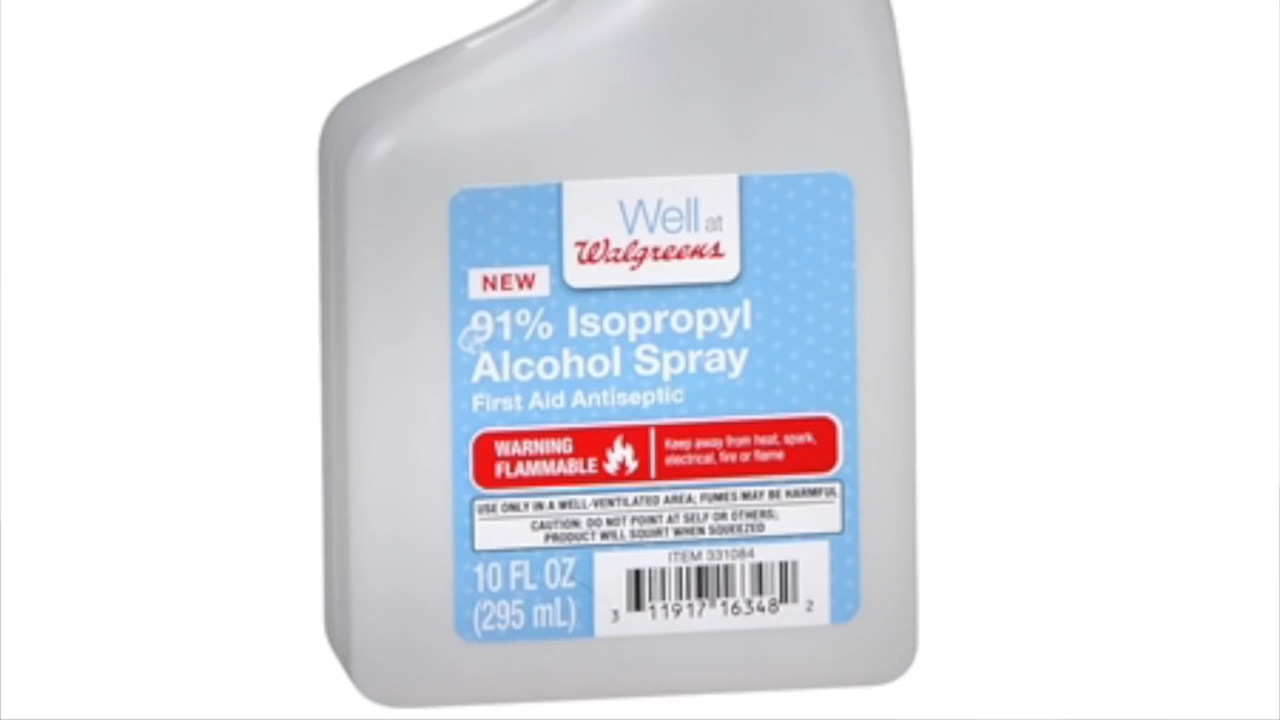 Well at
Walgreens
NEW
91% Isopropyl
Alcohol Spray
First Aid Antiseptic
WARNING
FLAMMABLE
Keep away from heat, spark,
electrical, fire or flame
USE ONLY IN A WELL-VENTILATED AREA; FUMES MAY BE HARMFUL
CAUTION: DO NOT POINT AT SELF OR OTHERS;
PRODUCT WILL SQUIRT WHEN SQUEEZED
10 FL OZ
(295 mL)
ITEM 331084
3 11917 16348 2